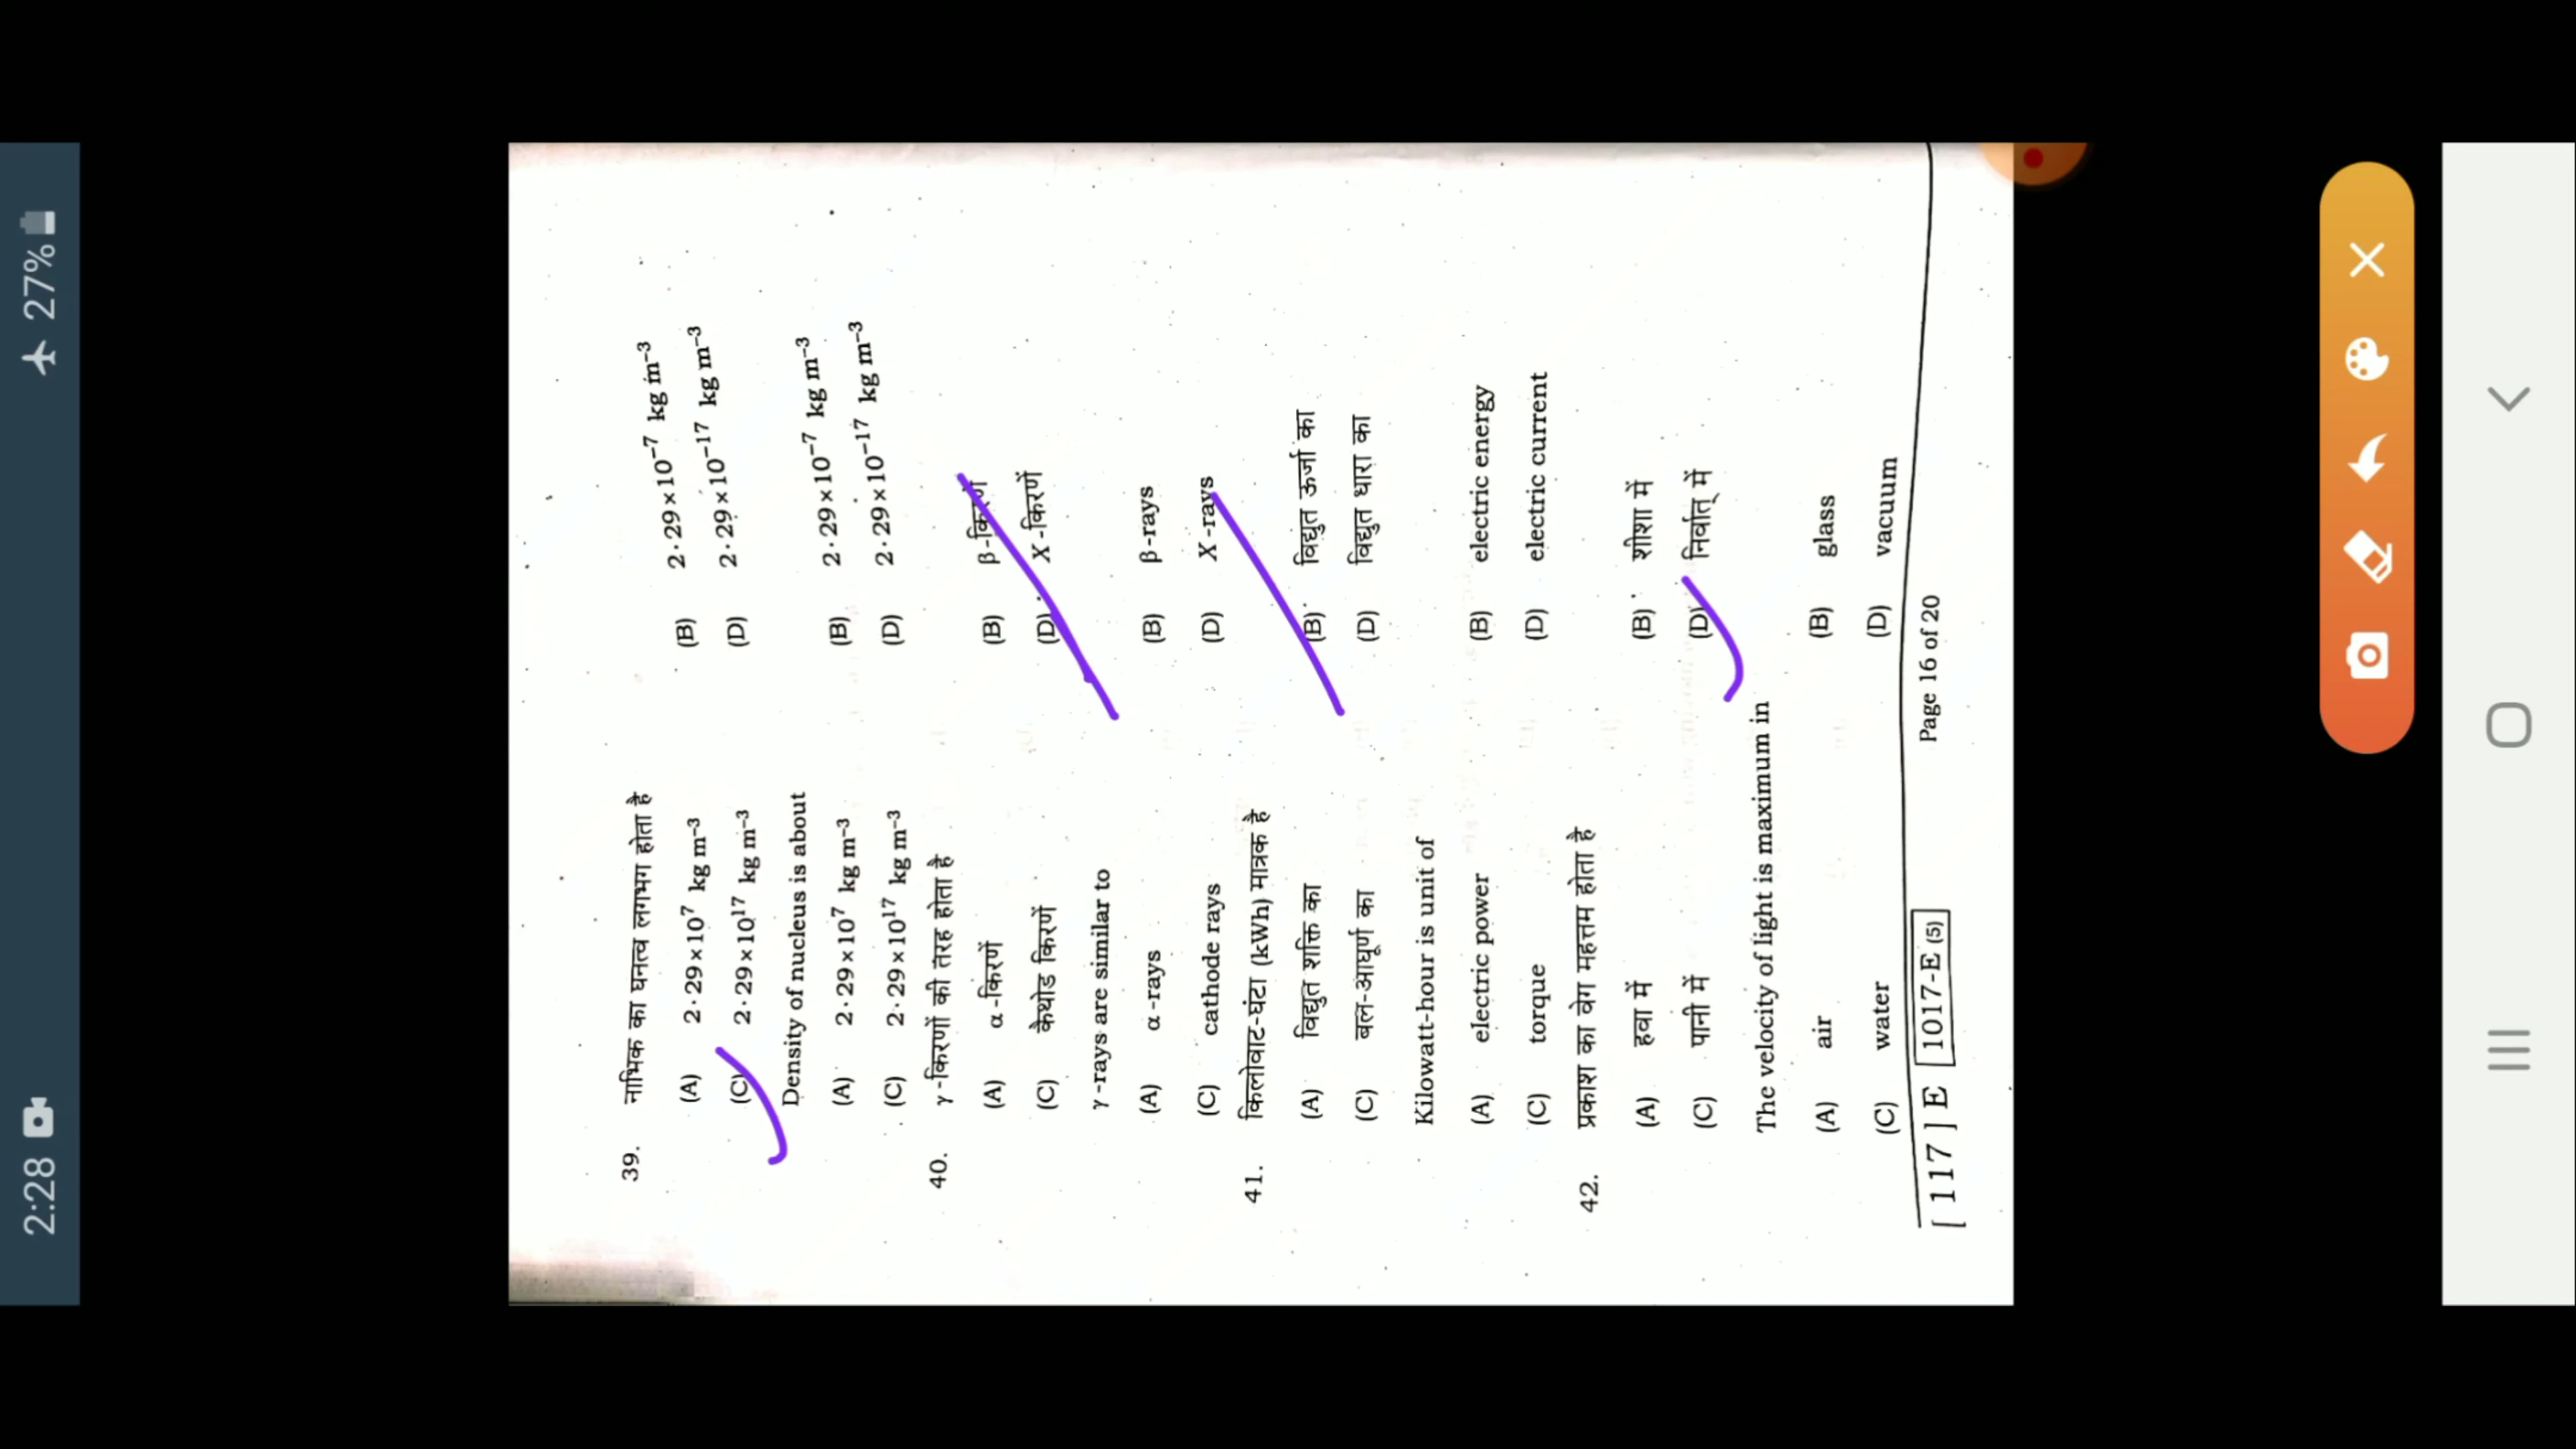 2:28
27%
39. नाभिक का घनत्व लगभग होता है
(A) 2·29×10⁷ kg m⁻³ (B) 2·29×10⁻⁷ kg m⁻³
(C) 2·29×10¹⁷ kg m⁻³ (D) 2·29×10⁻¹⁷ kg m⁻³
Density of nucleus is about
(A) 2·29×10⁷ kg m⁻³ (B) 2·29×10⁻⁷ kg m⁻³
(C) 2·29×10¹⁷ kg m⁻³ (D) 2·29×10⁻¹⁷ kg m⁻³
40. γ-किरणों की तरह होता है
(A) α-किरणें (B) β-किरणें
(C) कैथोड किरणें (D) X-किरणें
γ-rays are similar to
(A) α-rays (B) β-rays
(C) cathode rays (D) X-rays
41. किलोवाट-घंटा (kWh) मात्रक है
(A) विद्युत शक्ति का (B) विद्युत ऊर्जा का
(C) बल-आघूर्ण का (D) विद्युत धारा का
Kilowatt-hour is unit of
(A) electric power (B) electric energy
(C) torque (D) electric current
42. प्रकाश का वेग महत्तम होता है
(A) हवा में (B) शीशा में
(C) पानी में (D) निर्वात् में
The velocity of light is maximum in
(A) air (B) glass
(C) water (D) vacuum
[ 117 ] E 1017-E (5) Page 16 of 20